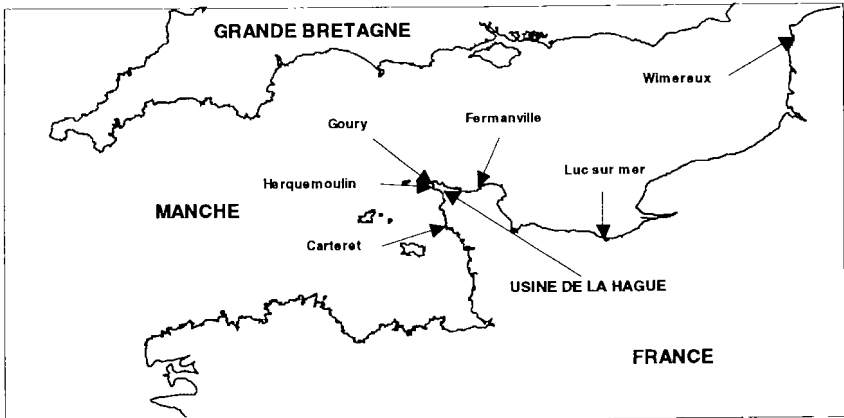 GRANDE BRETAGNE
Wimereux
Goury
Fermanville
Luc sur mer
Herquemoulin
MANCHE
Carteret
USINE DE LA HAGUE
FRANCE